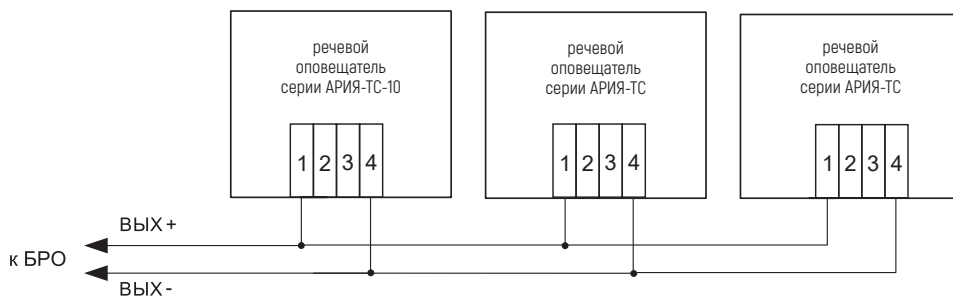 речевой
оповещатель
серии АРИЯ-ТС-10
1 2 3 4
речевой
оповещатель
серии АРИЯ-ТС
1 2 3 4
речевой
оповещатель
серии АРИЯ-ТС
1 2 3 4
ВЫХ+
к БРО
ВЫХ-